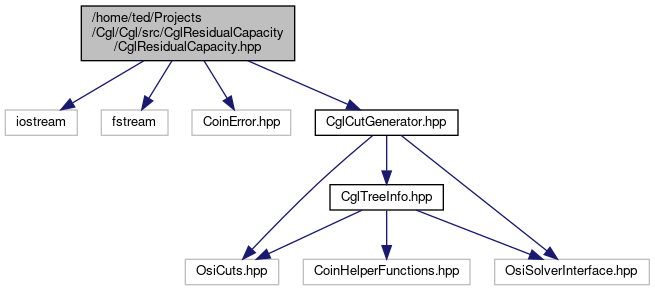 /home/ted/Projects
/Cgl/Cgl/src/CglResidualCapacity
/CglResidualCapacity.hpp
iostream
fstream
CoinError.hpp
CglCutGenerator.hpp
CglTreeInfo.hpp
OsiCuts.hpp
CoinHelperFunctions.hpp
OsiSolverInterface.hpp